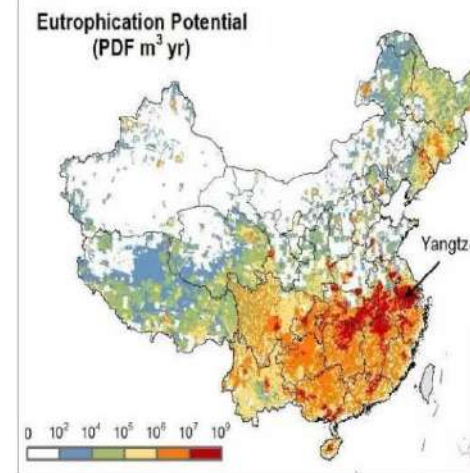 Eutrophication Potential
(PDF m³ yr)
Yangtz
0 10² 10⁴ 10⁵ 10⁶ 10⁷ 10⁹